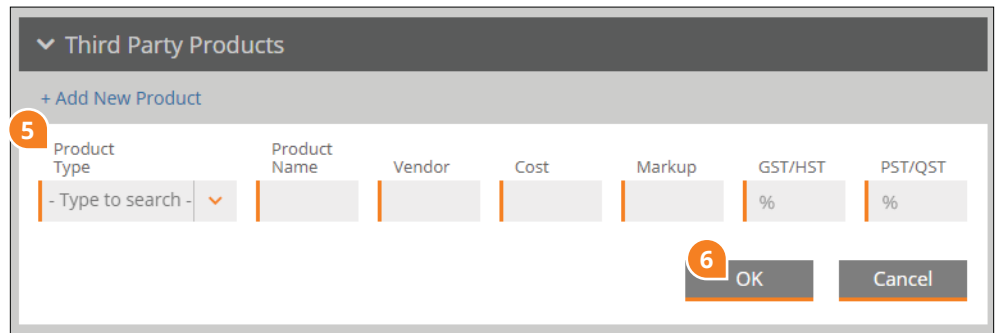 Third Party Products
+ Add New Product
5
Product Type
Product Name
Vendor
Cost
Markup
GST/HST
PST/QST
- Type to search -
%
%
6
OK
Cancel